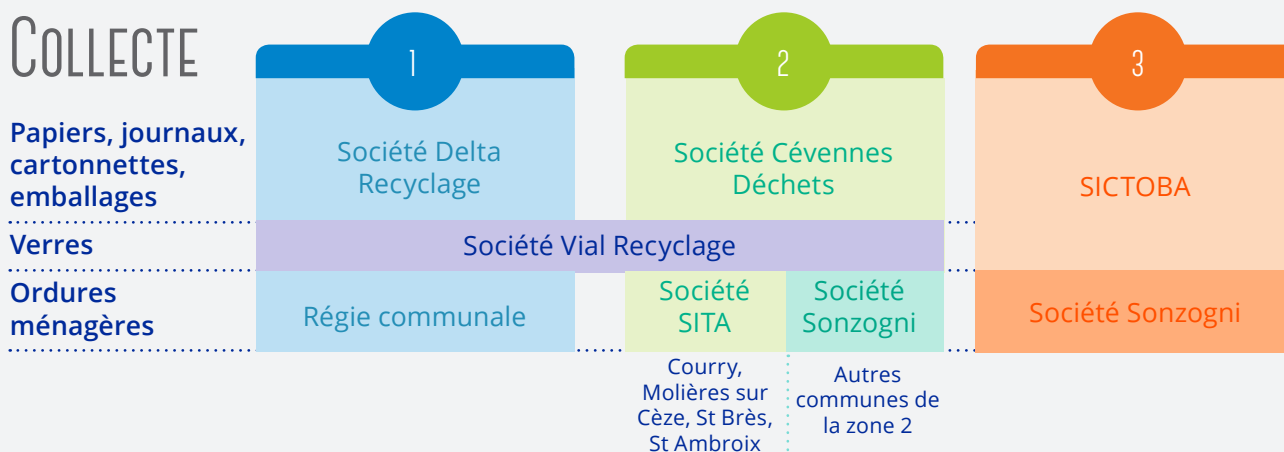 COLLECTE
1
2
3
Papiers, journaux,
cartonnettes,
emballages
Société Delta
Recyclage
Société Cévennes
Déchets
SICTOBA
Verres
Société Vial Recyclage
Ordures
ménagères
Régie communale
Société
SITA
Société
Sonzogni
Société Sonzogni
Courry,
Molières sur
Cèze, St Brès,
St Ambroix
Autres
communes de
la zone 2